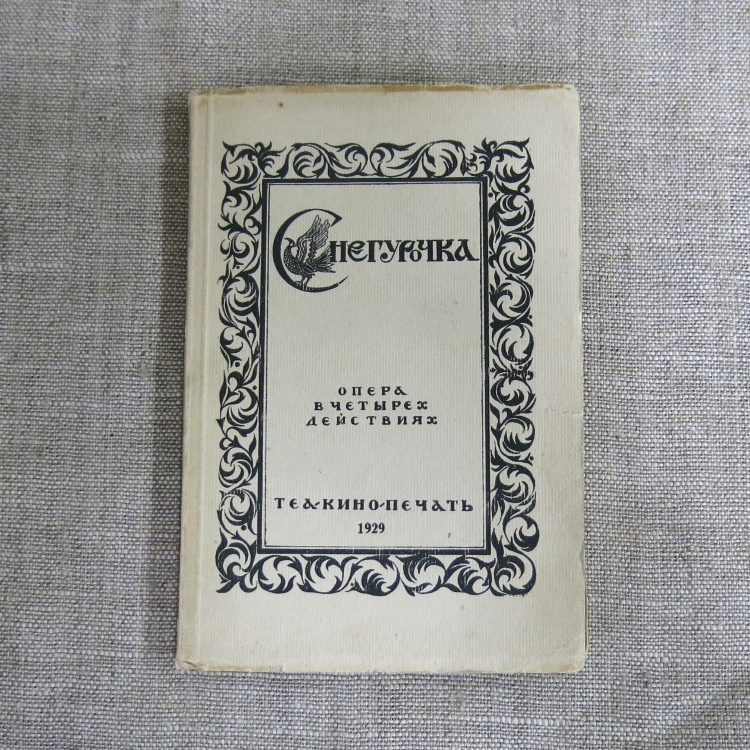 Снегурочка
ОПЕРА
В ЧЕТЫРЕХ
ДЕЙСТВИЯХ
ТЕА-КИНО-ПЕЧАТЬ
1929